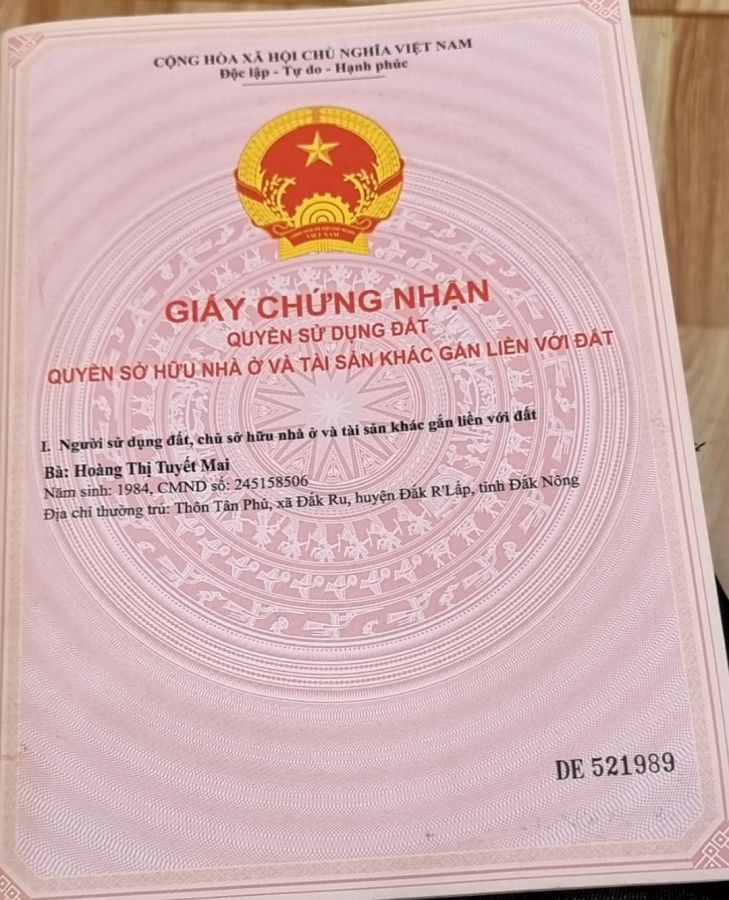 CỘNG HÒA XÃ HỘI CHỦ NGHĨA VIỆT NAM
Độc lập - Tự do - Hạnh phúc
VIỆT NAM
GIẤY CHỨNG NHẬN
QUYỀN SỬ DỤNG ĐẤT
QUYỀN SỞ HỮU NHÀ Ở VÀ TÀI SẢN KHÁC GẮN LIỀN VỚI ĐẤT
I. Người sử dụng đất, chủ sở hữu nhà ở và tài sản khác gắn liền với đất
Bà: Hoàng Thị Tuyết Mai
Năm sinh: 1984, CMND số: 245158506
Địa chỉ thường trú: Thôn Tân Phú, xã Đắk Ru, huyện Đắk R'Lấp, tỉnh Đắk Nông
DE 521989